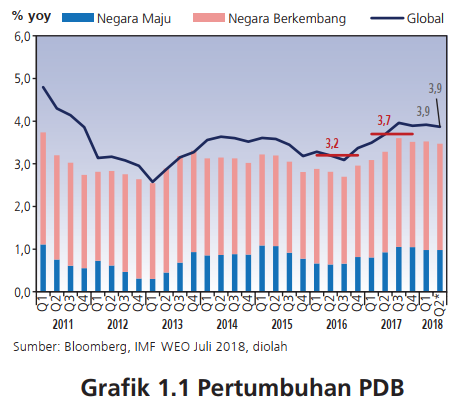 % yoy Negara Maju Negara Berkembang Global
6,0
5,0
4,0
3,0
2,0
1,0
0,0
3,2
3,7
3,9
3,9
Q1 Q2 Q3 Q4 Q1 Q2 Q3 Q4 Q1 Q2 Q3 Q4 Q1 Q2 Q3 Q4 Q1 Q2 Q3 Q4 Q1 Q2 Q3 Q4 Q1 Q2 Q3 Q4 Q1 Q2*
2011 2012 2013 2014 2015 2016 2017 2018
Sumber: Bloomberg, IMF WEO Juli 2018, diolah
Grafik 1.1 Pertumbuhan PDB